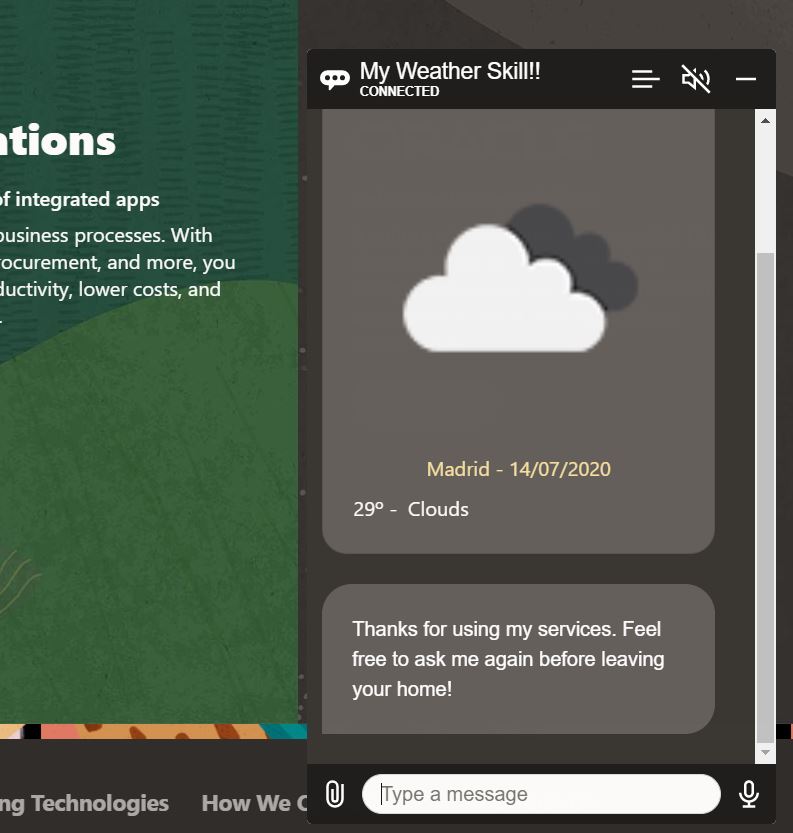 My Weather Skill!!
CONNECTED
ations
of integrated apps
business processes. With
rocurement, and more, you
ductivity, lower costs, and
Madrid - 14/07/2020
29º - Clouds
Thanks for using my services. Feel
free to ask me again before leaving
your home!
Type a message
ng Technologies
How We